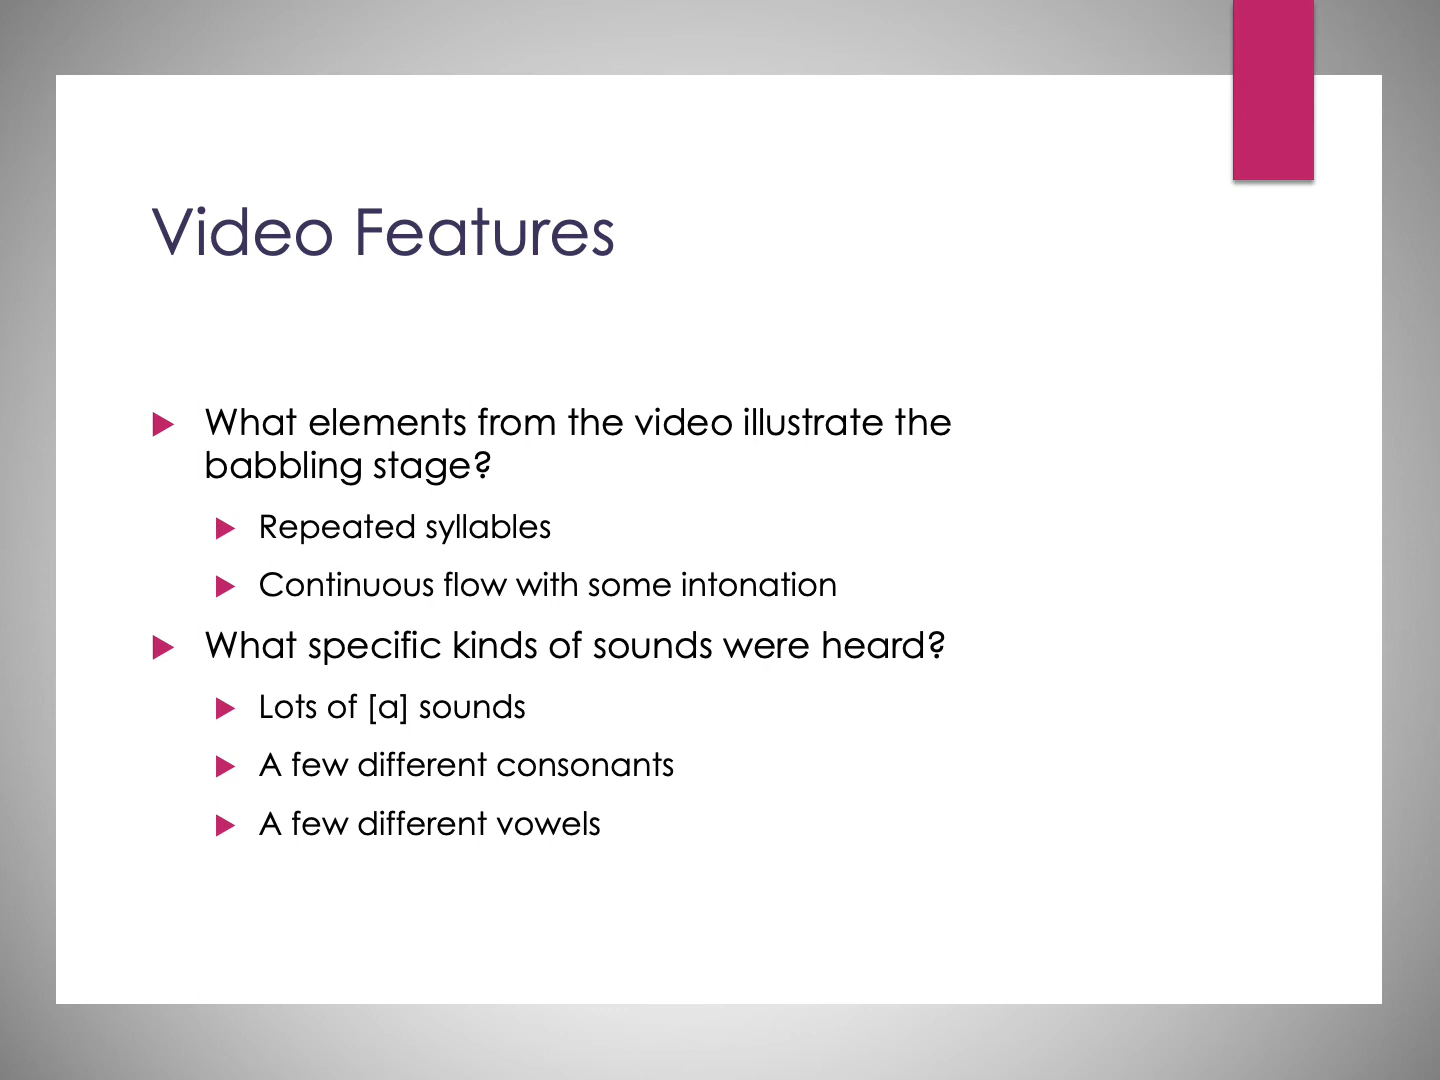 Video Features
What elements from the video illustrate the
babbling stage?
Repeated syllables
Continuous flow with some intonation
What specific kinds of sounds were heard?
Lots of [a] sounds
A few different consonants
A few different vowels